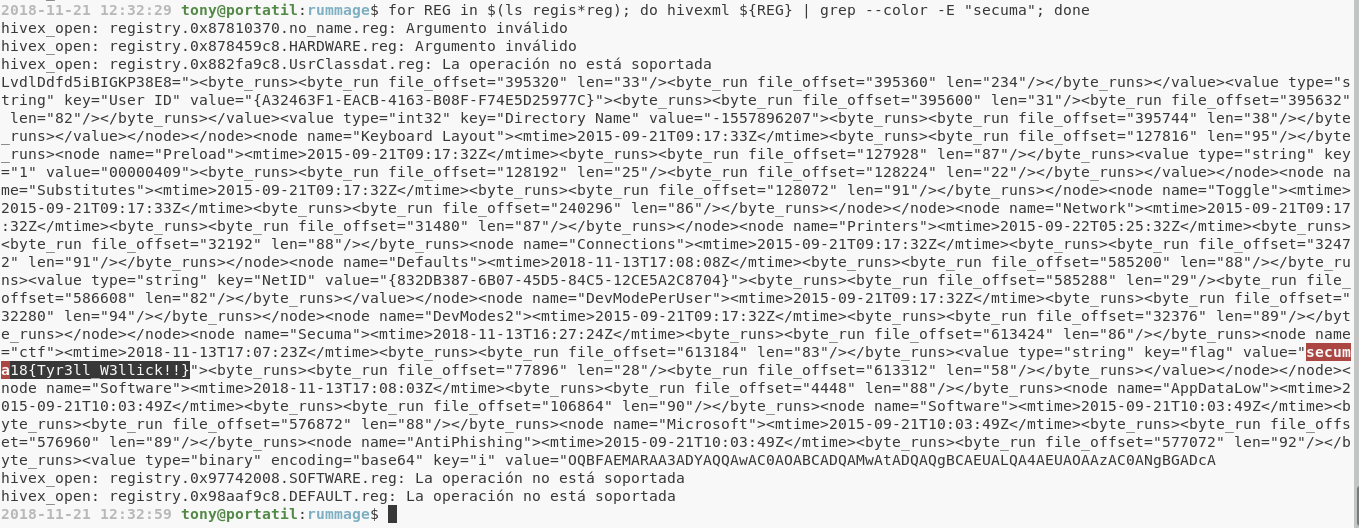 2018-11-21 12:32:29 tony@portatil:rummage$ for REG in $(ls regis*reg); do hivexml ${REG} | grep --color -E "secuma"; done
hivex_open: registry.0x87810370.no_name.reg: Argumento inválido
hivex_open: registry.0x878459c8.HARDWARE.reg: Argumento inválido
hivex_open: registry.0x882fa9c8.UsrClassdat.reg: La operación no está soportada
LvdlDdfd5iBIGKP38E8="><byte_runs><byte_run file_offset="395320" len="33"/><byte_run file_offset="395360" len="234"/></byte_runs></value><value type="s
tring" key="User ID" value="{A32463F1-EACB-4163-B08F-F74E5D25977C}"><byte_runs><byte_run file_offset="395600" len="31"/><byte_run file_offset="395632"
 len="82"/></byte_runs></value><value type="int32" key="Directory Name" value="-1557896207"><byte_runs><byte_run file_offset="395744" len="38"/></byte
_runs></value></node></node><node name="Keyboard Layout"><mtime>2015-09-21T09:17:33Z</mtime><byte_runs><byte_run file_offset="127816" len="95"/></byte
_runs><node name="Preload"><mtime>2015-09-21T09:17:32Z</mtime><byte_runs><byte_run file_offset="127928" len="87"/></byte_runs><value type="string" key
="1" value="00000409"><byte_runs><byte_run file_offset="128192" len="25"/><byte_run file_offset="128224" len="22"/></byte_runs></value></node><node na
me="Substitutes"><mtime>2015-09-21T09:17:32Z</mtime><byte_runs><byte_run file_offset="128072" len="91"/></byte_runs></node><node name="Toggle"><mtime>
2015-09-21T09:17:33Z</mtime><byte_runs><byte_run file_offset="240296" len="86"/></byte_runs></node></node><node name="Network"><mtime>2015-09-21T09:17
:32Z</mtime><byte_runs><byte_run file_offset="31480" len="87"/></byte_runs></node><node name="Printers"><mtime>2015-09-22T05:25:32Z</mtime><byte_runs>
<byte_run file_offset="32192" len="88"/></byte_runs><node name="Connections"><mtime>2015-09-21T09:17:32Z</mtime><byte_runs><byte_run file_offset="3247
2" len="91"/></byte_runs></node><node name="Defaults"><mtime>2018-11-13T17:08:08Z</mtime><byte_runs><byte_run file_offset="585200" len="88"/></byte_ru
ns><value type="string" key="NetID" value="{832DB387-6B07-45D5-84C5-12CE5A2C8704}"><byte_runs><byte_run file_offset="585288" len="29"/><byte_run file_
offset="586608" len="82"/></byte_runs></value></node><node name="DevModePerUser"><mtime>2015-09-21T09:17:32Z</mtime><byte_runs><byte_run file_offset="
32280" len="94"/></byte_runs></node><node name="DevModes2"><mtime>2015-09-21T09:17:32Z</mtime><byte_runs><byte_run file_offset="32376" len="89"/></byt
e_runs></node></node><node name="Secuma"><mtime>2018-11-13T16:27:24Z</mtime><byte_runs><byte_run file_offset="613424" len="86"/></byte_runs><node name
="ctf"><mtime>2018-11-13T17:07:23Z</mtime><byte_runs><byte_run file_offset="613184" len="83"/></byte_runs><value type="string" key="flag" value="secum
a18{Tyr3ll_W3llick!!}"><byte_runs><byte_run file_offset="77896" len="28"/><byte_run file_offset="613312" len="58"/></byte_runs></value></node></node><
node name="Software"><mtime>2018-11-13T17:08:03Z</mtime><byte_runs><byte_run file_offset="4448" len="88"/></byte_runs><node name="AppDataLow"><mtime>2
015-09-21T10:03:49Z</mtime><byte_runs><byte_run file_offset="106864" len="90"/></byte_runs><node name="Software"><mtime>2015-09-21T10:03:49Z</mtime><b
yte_runs><byte_run file_offset="576872" len="88"/></byte_runs><node name="Microsoft"><mtime>2015-09-21T10:03:49Z</mtime><byte_runs><byte_run file_offs
et="576960" len="89"/></byte_runs><node name="AntiPhishing"><mtime>2015-09-21T10:03:49Z</mtime><byte_runs><byte_run file_offset="577072" len="92"/></b
yte_runs><value type="binary" encoding="base64" key="i" value="OQBFAEMARAA3ADYAQQAwAC0AOABCADQAMwAtADQAQgBCAEUALQA4AEUAOAAzAC0ANgBGADcA
hivex_open: registry.0x97742008.SOFTWARE.reg: La operación no está soportada
hivex_open: registry.0x98aaf9c8.DEFAULT.reg: La operación no está soportada
2018-11-21 12:32:59 tony@portatil:rummage$